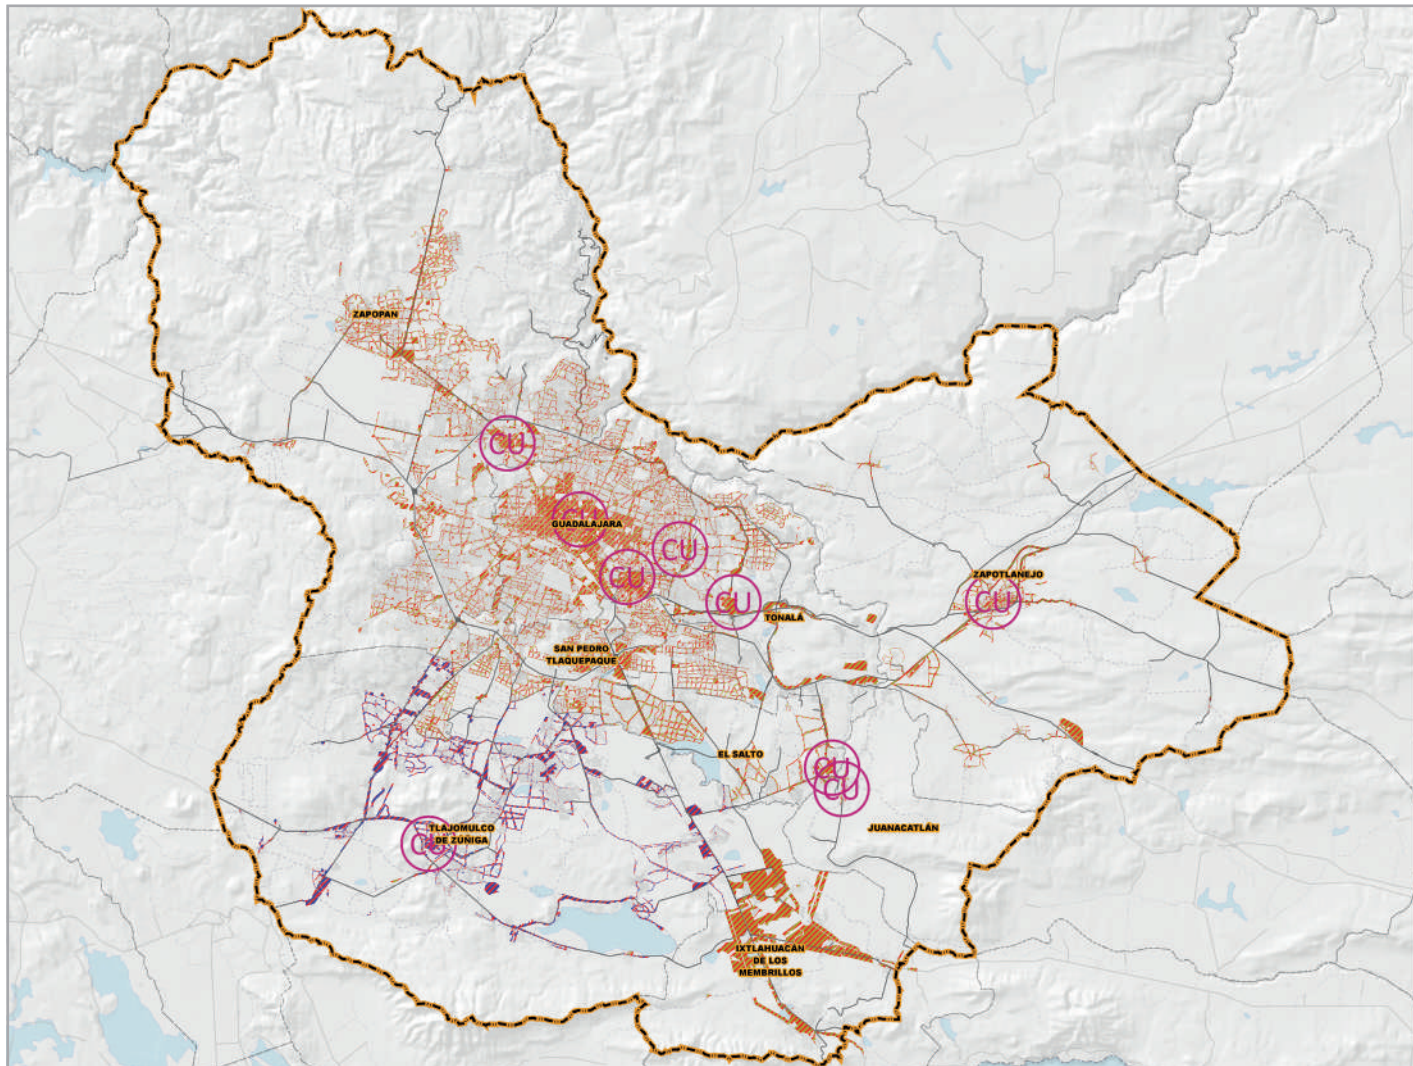 ZAPOPAN
CU
CU
GUADALAJARA
CU
CU
CU
ZAPOTLANEJO
CU
TONALÁ
SAN PEDRO
TLAQUEPAQUE
EL SALTO
CU
CU
JUANACATLÁN
TLAJOMULCO
DE ZÚÑIGA
CU
IXTLAHUACÁN
DE LOS
MEMBRILLOS